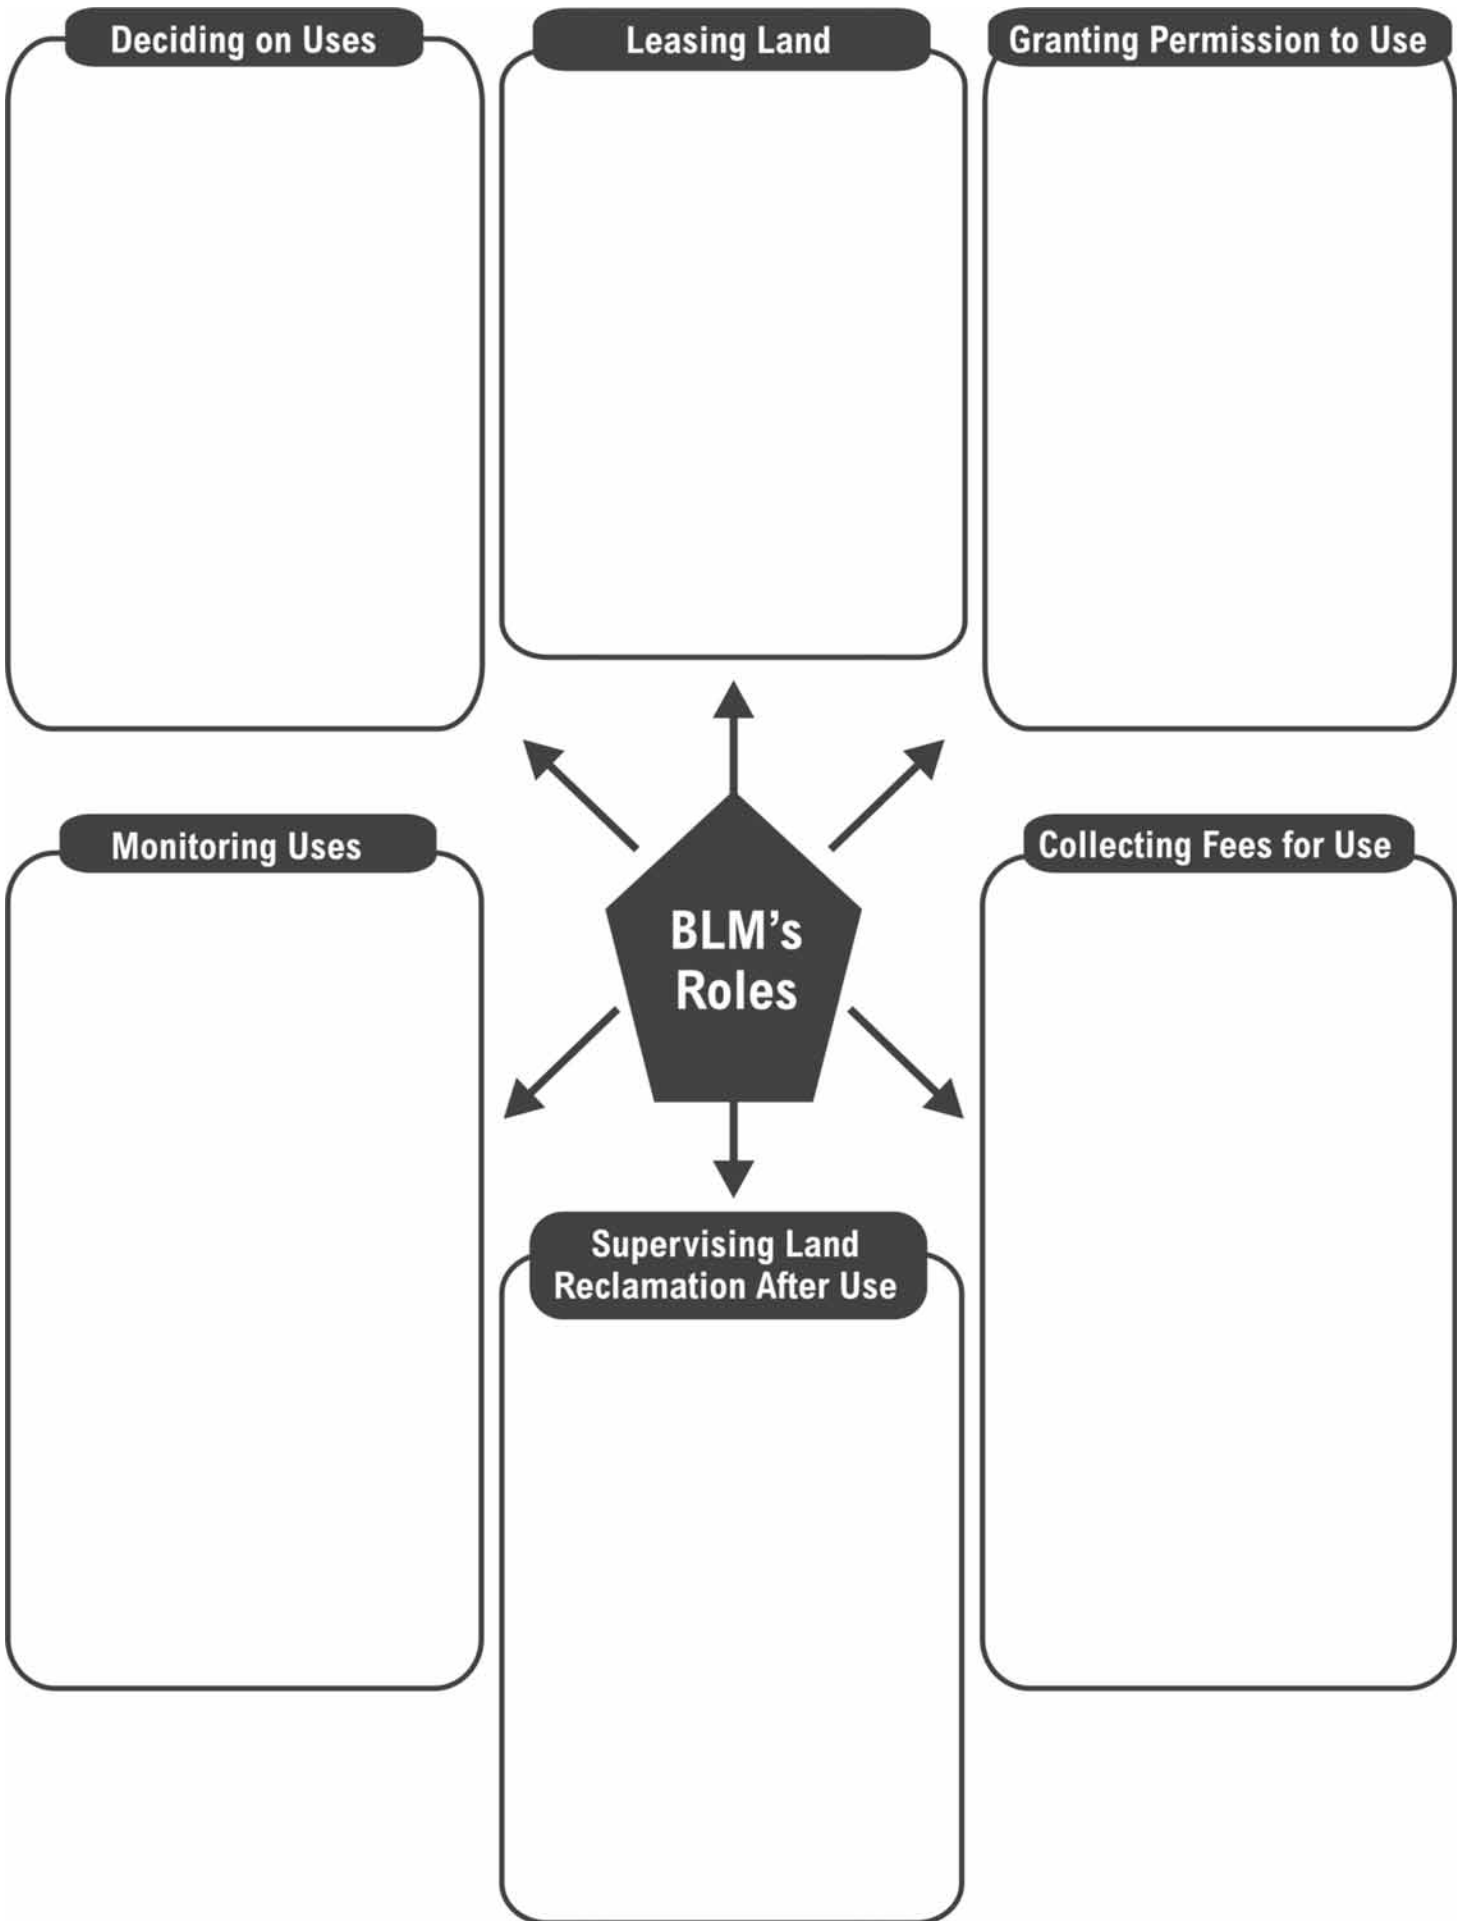 Deciding on Uses
Leasing Land
Granting Permission to Use
Monitoring Uses
BLM’s
Roles
Collecting Fees for Use
Supervising Land
Reclamation After Use